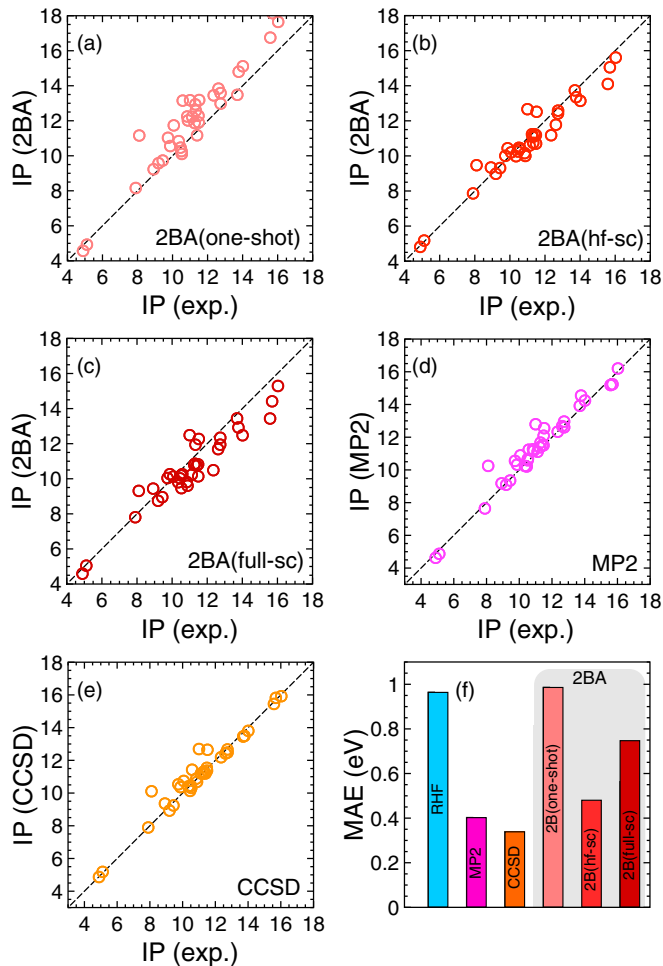 (a)
IP (2BA)
18
16
14
12
10
8
6
4
2BA(one-shot)
4 6 8 10 12 14 16 18
IP (exp.)
(b)
IP (2BA)
18
16
14
12
10
8
6
4
2BA(hf-sc)
4 6 8 10 12 14 16 18
IP (exp.)
(c)
IP (2BA)
18
16
14
12
10
8
6
4
2BA(full-sc)
4 6 8 10 12 14 16 18
IP (exp.)
(d)
IP (MP2)
18
16
14
12
10
8
6
4
MP2
4 6 8 10 12 14 16 18
IP (exp.)
(e)
IP (CCSD)
18
16
14
12
10
8
6
4
CCSD
4 6 8 10 12 14 16 18
IP (exp.)
(f)
2BA
MAE (eV)
1
0.8
0.6
0.4
0.2
0
RHF
MP2
CCSD
2B(one-shot)
2B(hf-sc)
2B(full-sc)